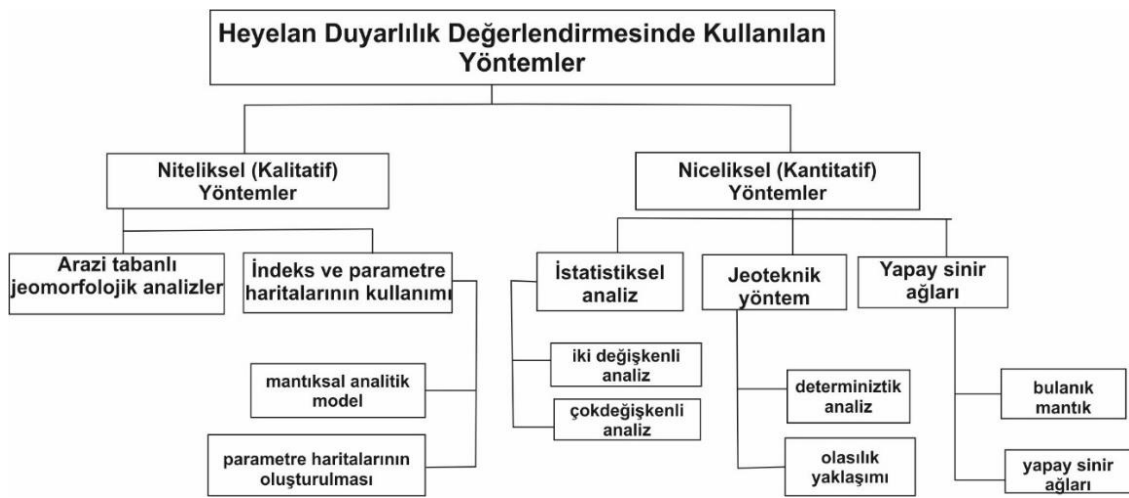 Heyelan Duyarlılık Değerlendirmesinde Kullanılan
Yöntemler
Niteliksel (Kalitatif)
Yöntemler
Niceliksel (Kantitatif)
Yöntemler
Arazi tabanlı
jeomorfolojik analizler
İndeks ve parametre
haritalarının kullanımı
İstatistiksel
analiz
Jeoteknik
yöntem
Yapay sinir
ağları
mantıksal analitik
model
parametre haritalarının
oluşturulması
iki değişkenli
analiz
çokdeğişkenli
analiz
determiniztik
analiz
olasılık
yaklaşımı
bulanık
mantık
yapay sinir
ağları